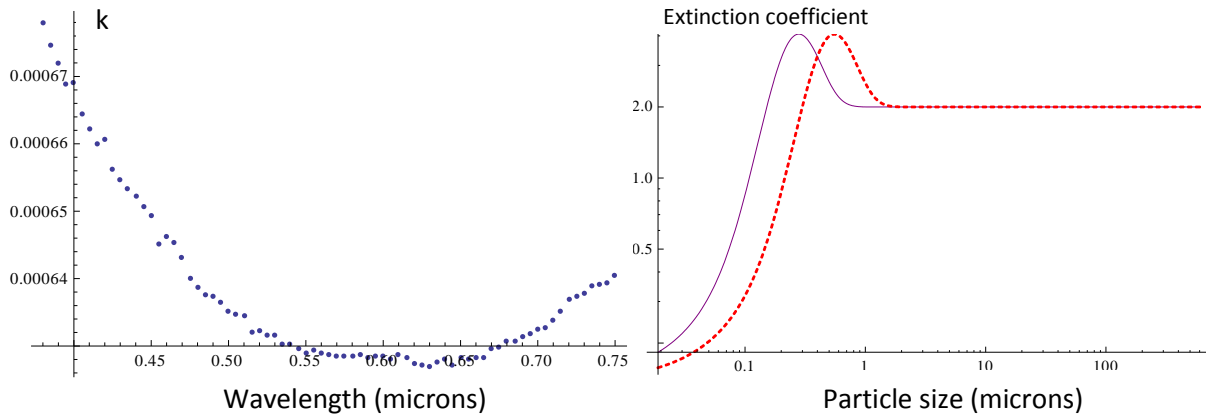 k
0.00067
0.00066
0.00065
0.00064
0.45 0.50 0.55 0.60 0.65 0.70 0.75
Wavelength (microns)
Extinction coefficient
2.0
1.0
0.5
0.1 1 10 100
Particle size (microns)